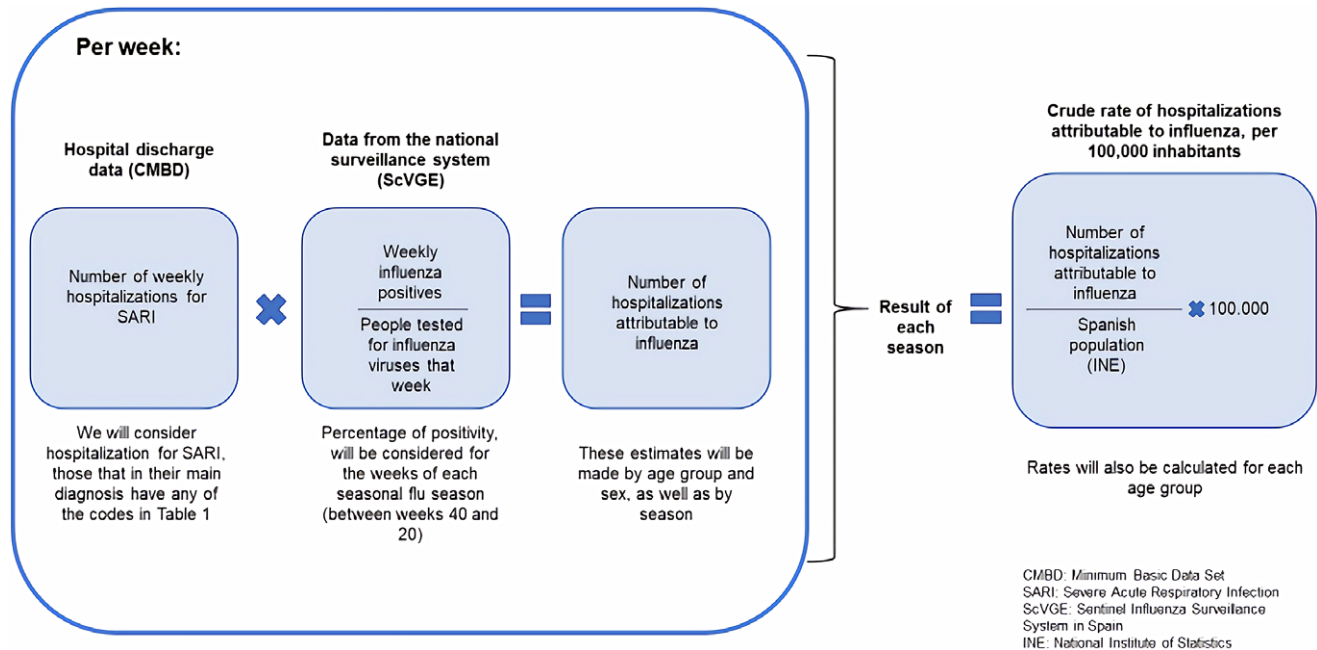 Per week:
Hospital discharge
data (CMBD)
Number of weekly
hospitalizations for
SARI
We will consider
hospitalization for SARI,
those that in their main
diagnosis have any of
the codes in Table 1
Data from the national
surveillance system
(ScVGE)
Weekly
influenza
positives
People tested
for influenza
viruses that
week
Percentage of positivity,
will be considered for
the weeks of each
seasonal flu season
(between weeks 40 and
20)
Number of
hospitalizations
attributable to
influenza
These estimates will be
made by age group and
sex, as well as by
season
Result of
each
season
Crude rate of hospitalizations
attributable to influenza, per
100,000 inhabitants
Number of
hospitalizations
attributable to
influenza
Spanish
population
(INE)
100.000
Rates will also be calculated for each
age group
CMBD: Minimum Basic Data Set
SARI: Severe Acute Respiratory Infection
ScVGE: Sentinel Influenza Surveillance
System in Spain
INE: National Institute of Statistics